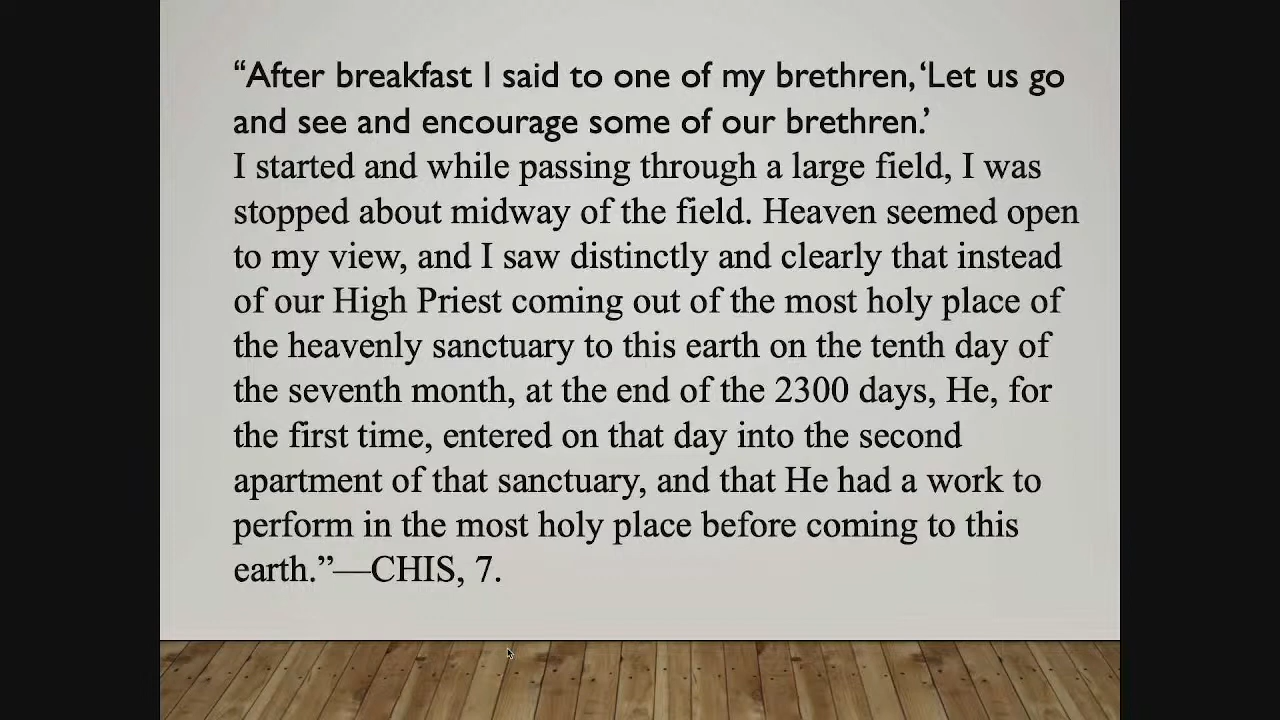 “After breakfast I said to one of my brethren, ‘Let us go
and see and encourage some of our brethren.’
I started and while passing through a large field, I was
stopped about midway of the field. Heaven seemed open
to my view, and I saw distinctly and clearly that instead
of our High Priest coming out of the most holy place of
the heavenly sanctuary to this earth on the tenth day of
the seventh month, at the end of the 2300 days, He, for
the first time, entered on that day into the second
apartment of that sanctuary, and that He had a work to
perform in the most holy place before coming to this
earth.”—CHIS, 7.